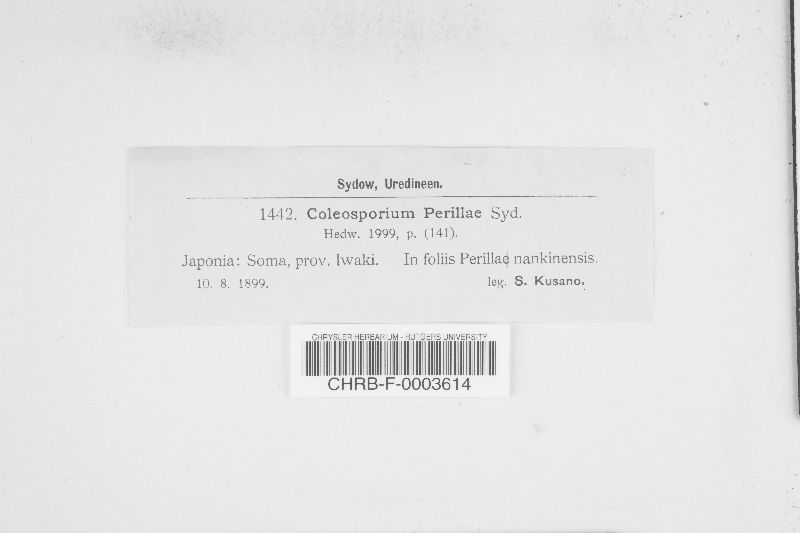 Sydow, Uredineen.
1442. Coleosporium Perillae Syd.
Hedw. 1999, p. (141).
Japonia: Soma, prov. Iwaki. In foliis Perillae nankinensis.
10. 8. 1899. leg. S. Kusano.
CHRYSLER HERBARIUM - RUTGERS UNIVERSITY
CHRB-F-0003614